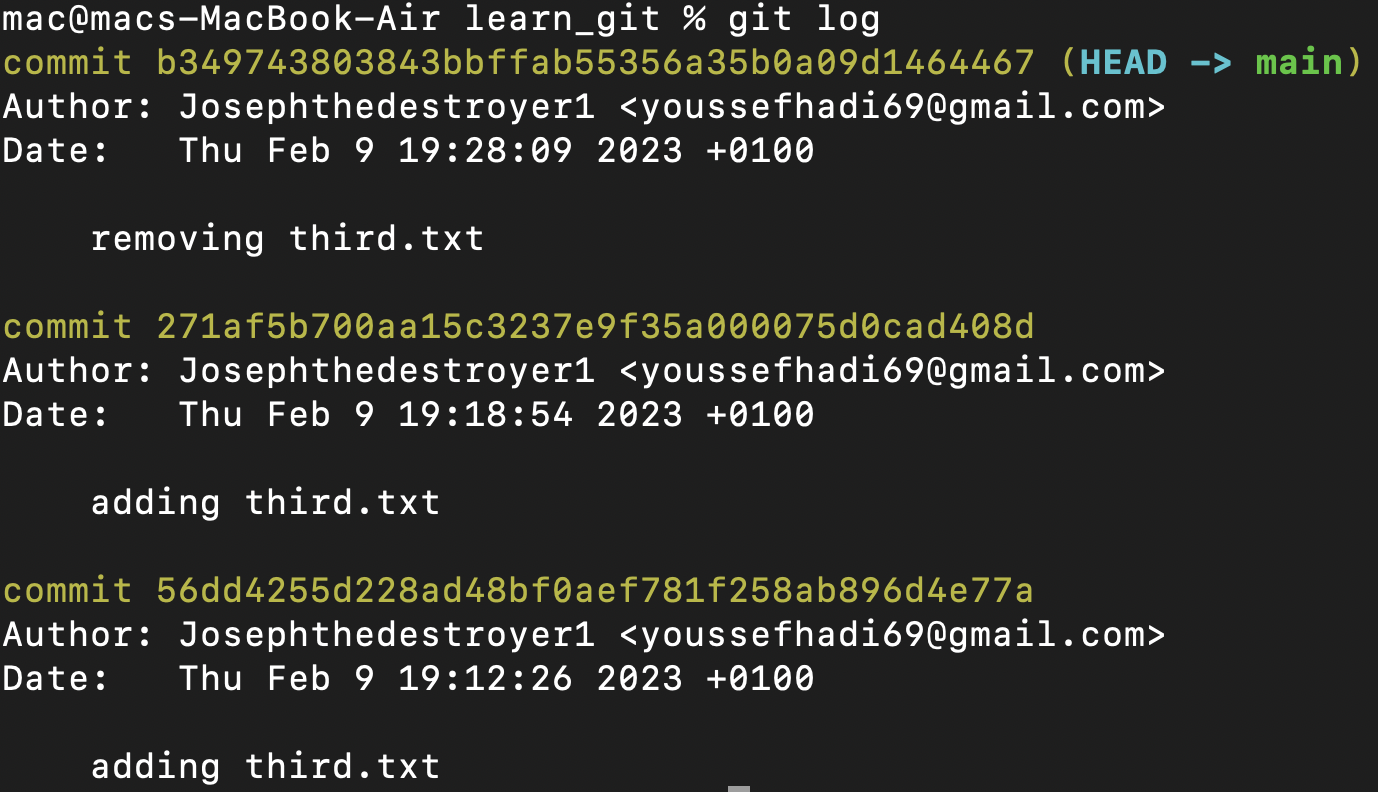 mac@macs-MacBook-Air learn_git % git log
commit b349743803843bbffab55356a35b0a09d1464467 (HEAD -> main)
Author: Josephthedestroyer1 <youssefhadi69@gmail.com>
Date:   Thu Feb 9 19:28:09 2023 +0100
    removing third.txt
commit 271af5b700aa15c3237e9f35a000075d0cad408d
Author: Josephthedestroyer1 <youssefhadi69@gmail.com>
Date:   Thu Feb 9 19:18:54 2023 +0100
    adding third.txt
commit 56dd4255d228ad48bf0aef781f258ab896d4e77a
Author: Josephthedestroyer1 <youssefhadi69@gmail.com>
Date:   Thu Feb 9 19:12:26 2023 +0100
    adding third.txt